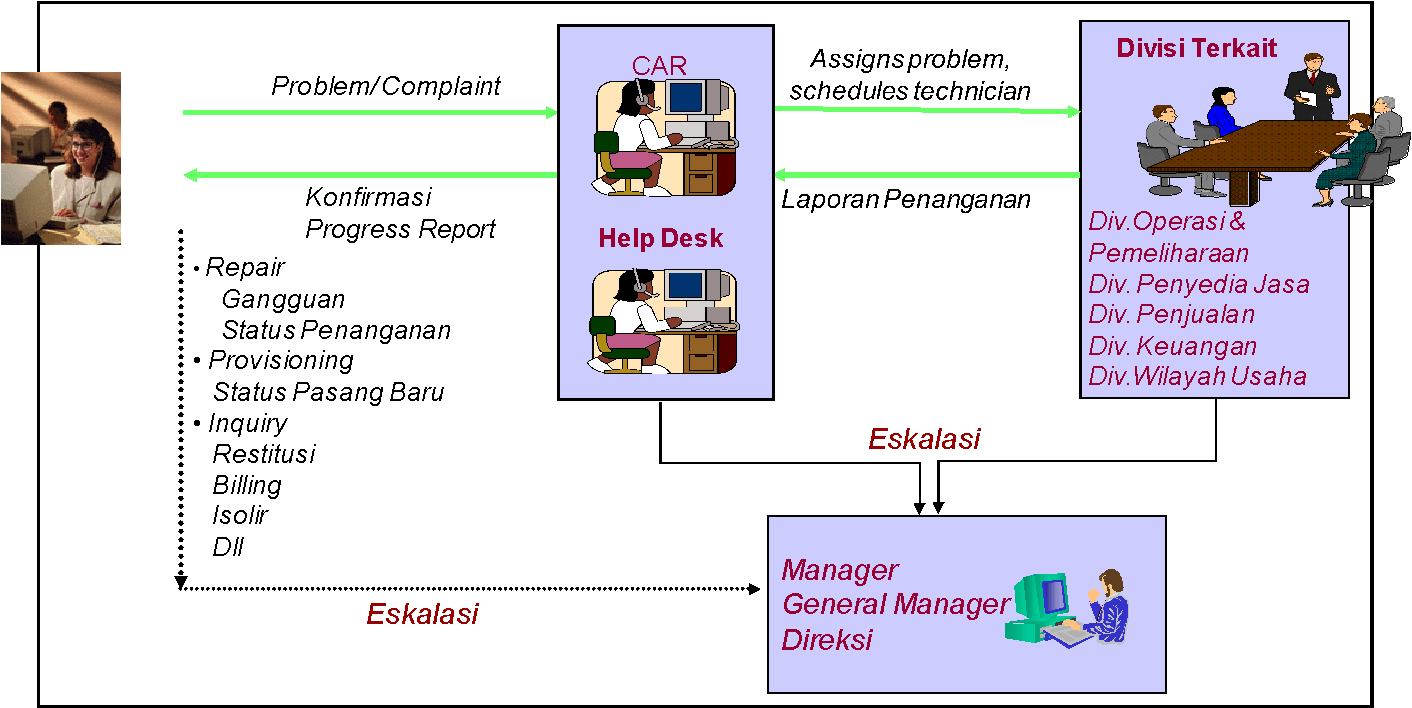 Problem/Complaint
Konfirmasi
Progress Report
• Repair
Gangguan
Status Penanganan
• Provisioning
Status Pasang Baru
• Inquiry
Restitusi
Billing
Isolir
Dll
Eskalasi
CAR
Help Desk
Assigns problem,
schedules technician
Laporan Penanganan
Divisi Terkait
Div.Operasi &
Pemeliharaan
Div. Penyedia Jasa
Div. Penjualan
Div. Keuangan
Div.Wilayah Usaha
Eskalasi
Manager
General Manager
Direksi